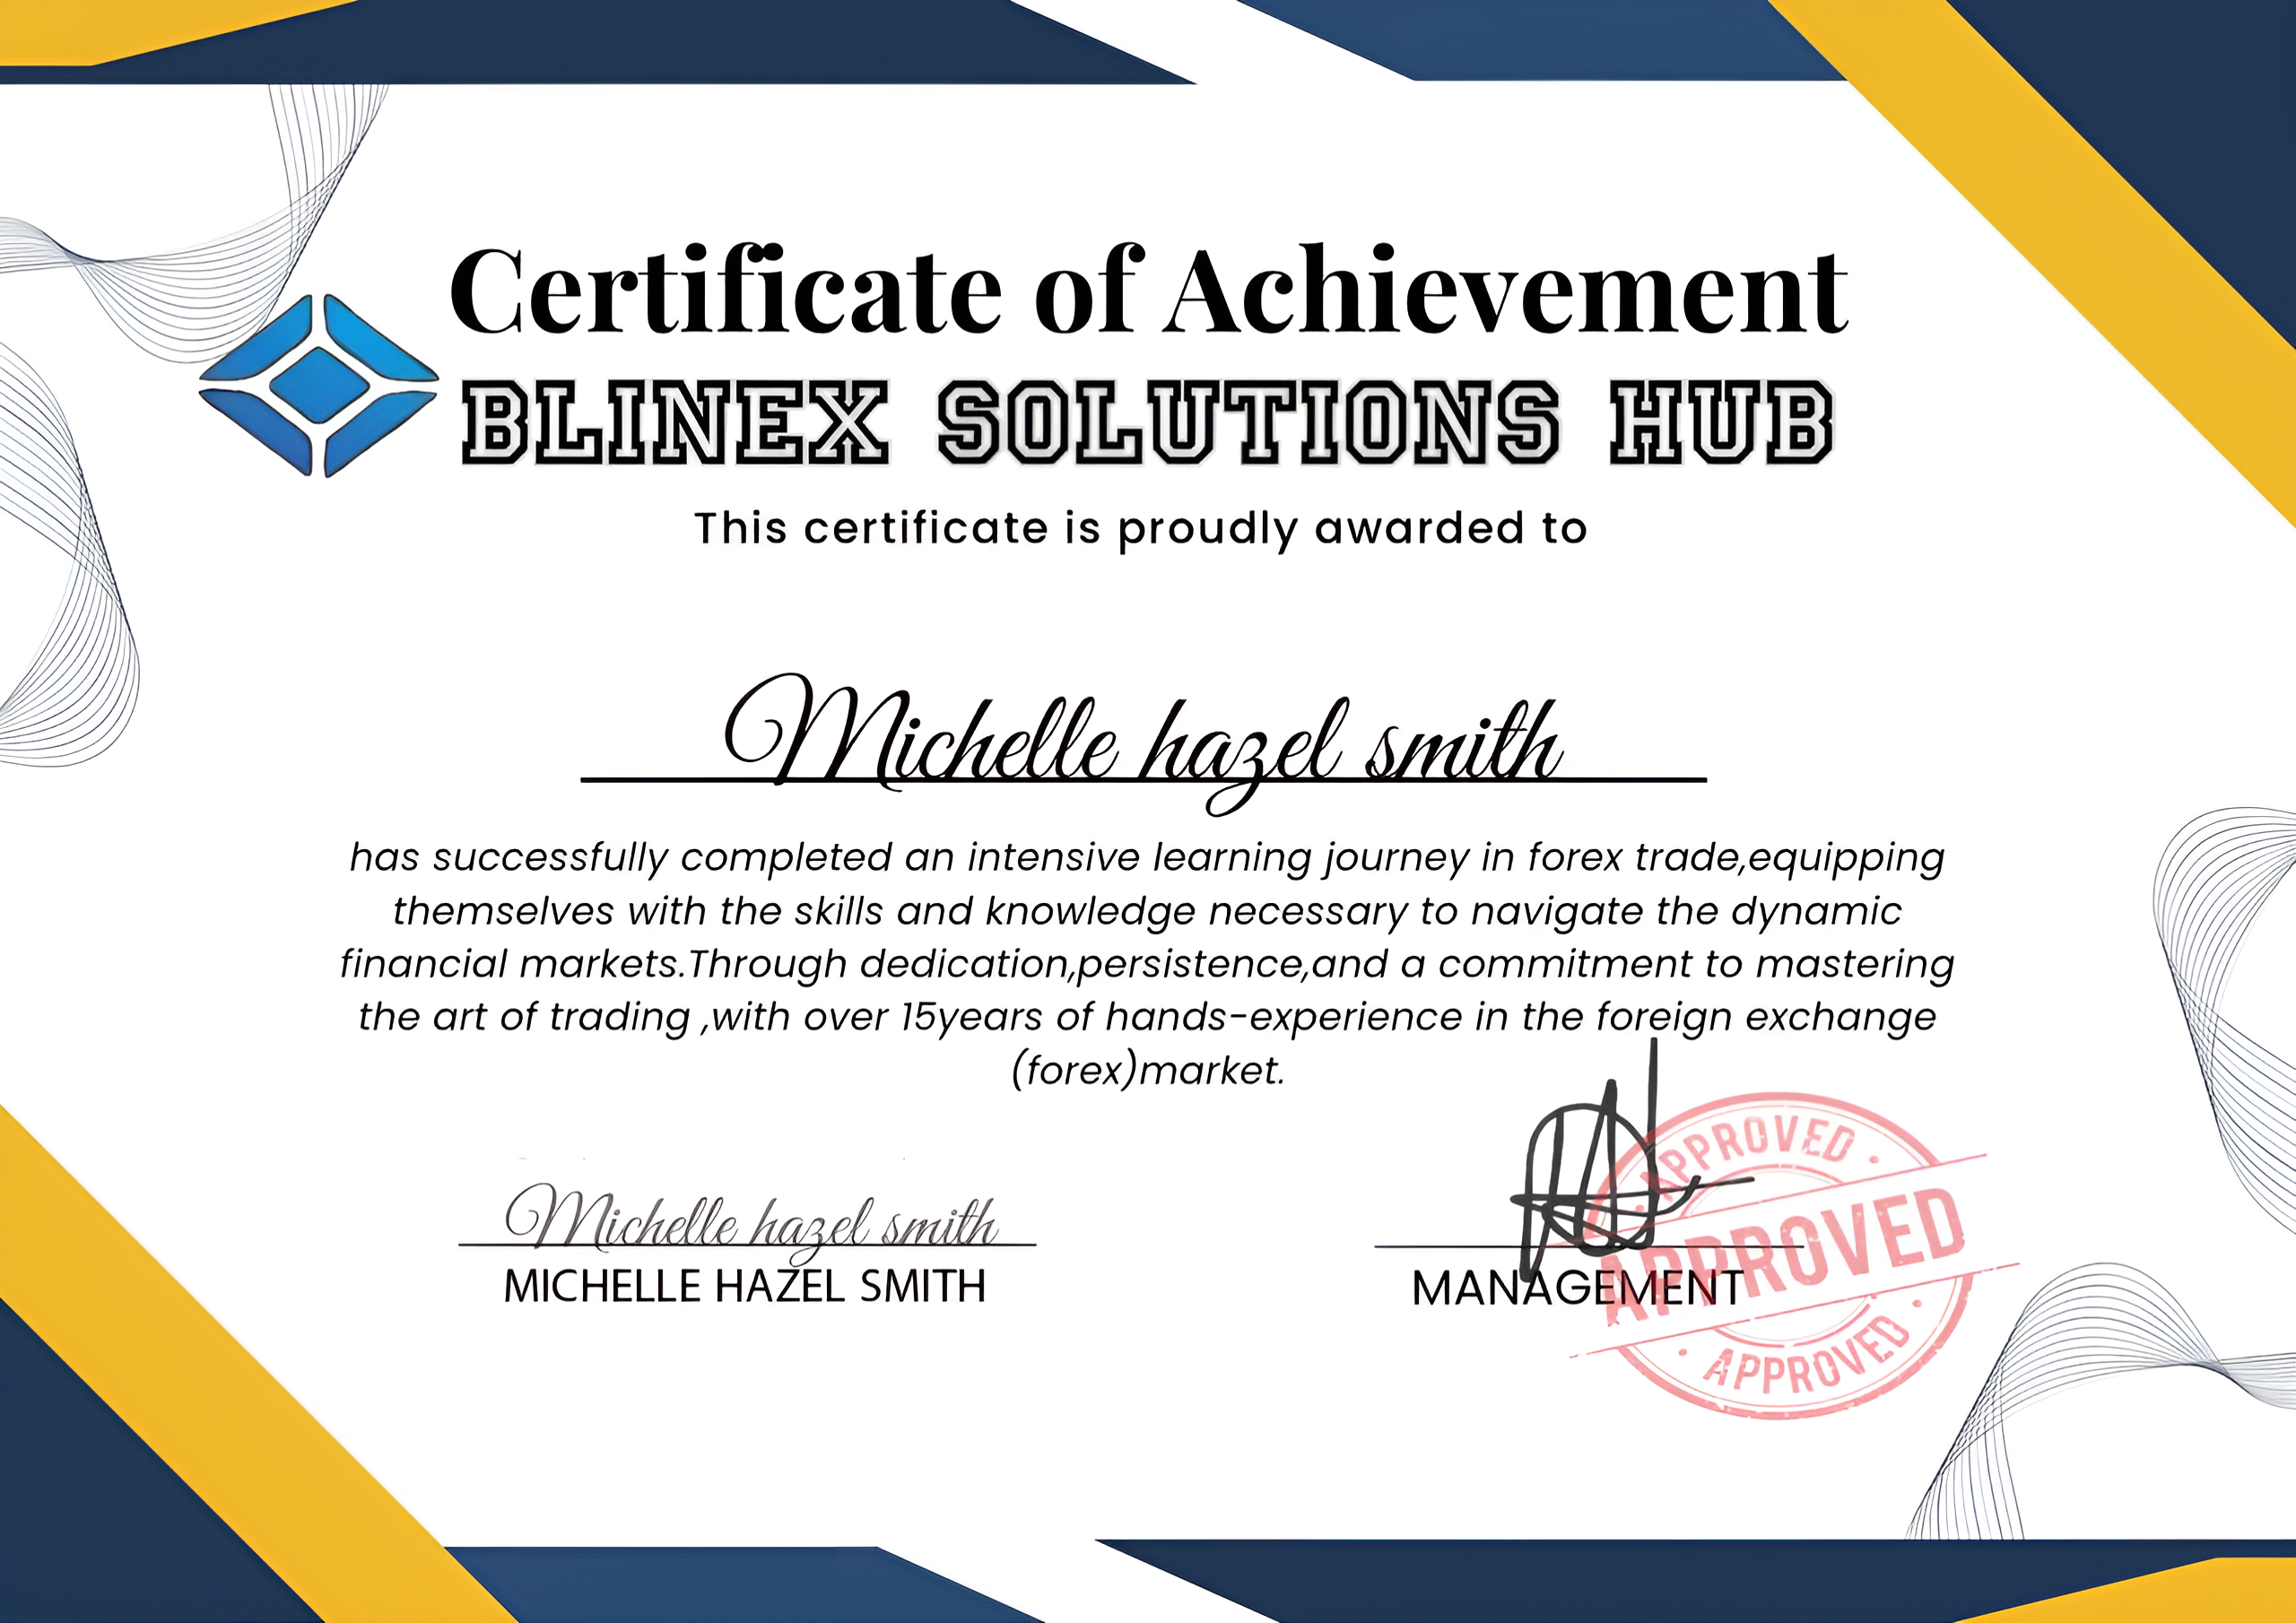 Certificate of Achievement
BLINEX SOLUTIONS HUB
This certificate is proudly awarded to
Michelle hazel smith
has successfully completed an intensive learning journey in forex trade,equipping
themselves with the skills and knowledge necessary to navigate the dynamic
financial markets.Through dedication,persistence,and a commitment to mastering
the art of trading ,with over 15years of hands-experience in the foreign exchange
(forex)market.
Michelle hazel smith
MICHELLE HAZEL SMITH
MANAGEMENT
APPROVED
APPROVED
APPROVED